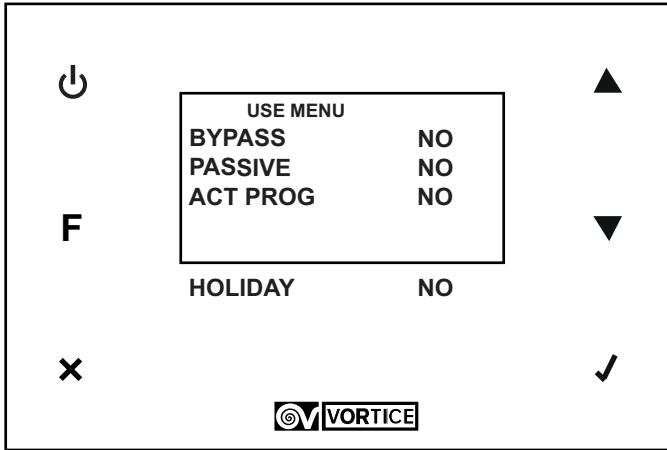 USE MENU
BYPASS NO
PASSIVE NO
ACT PROG NO
F
HOLIDAY NO
VORTICE